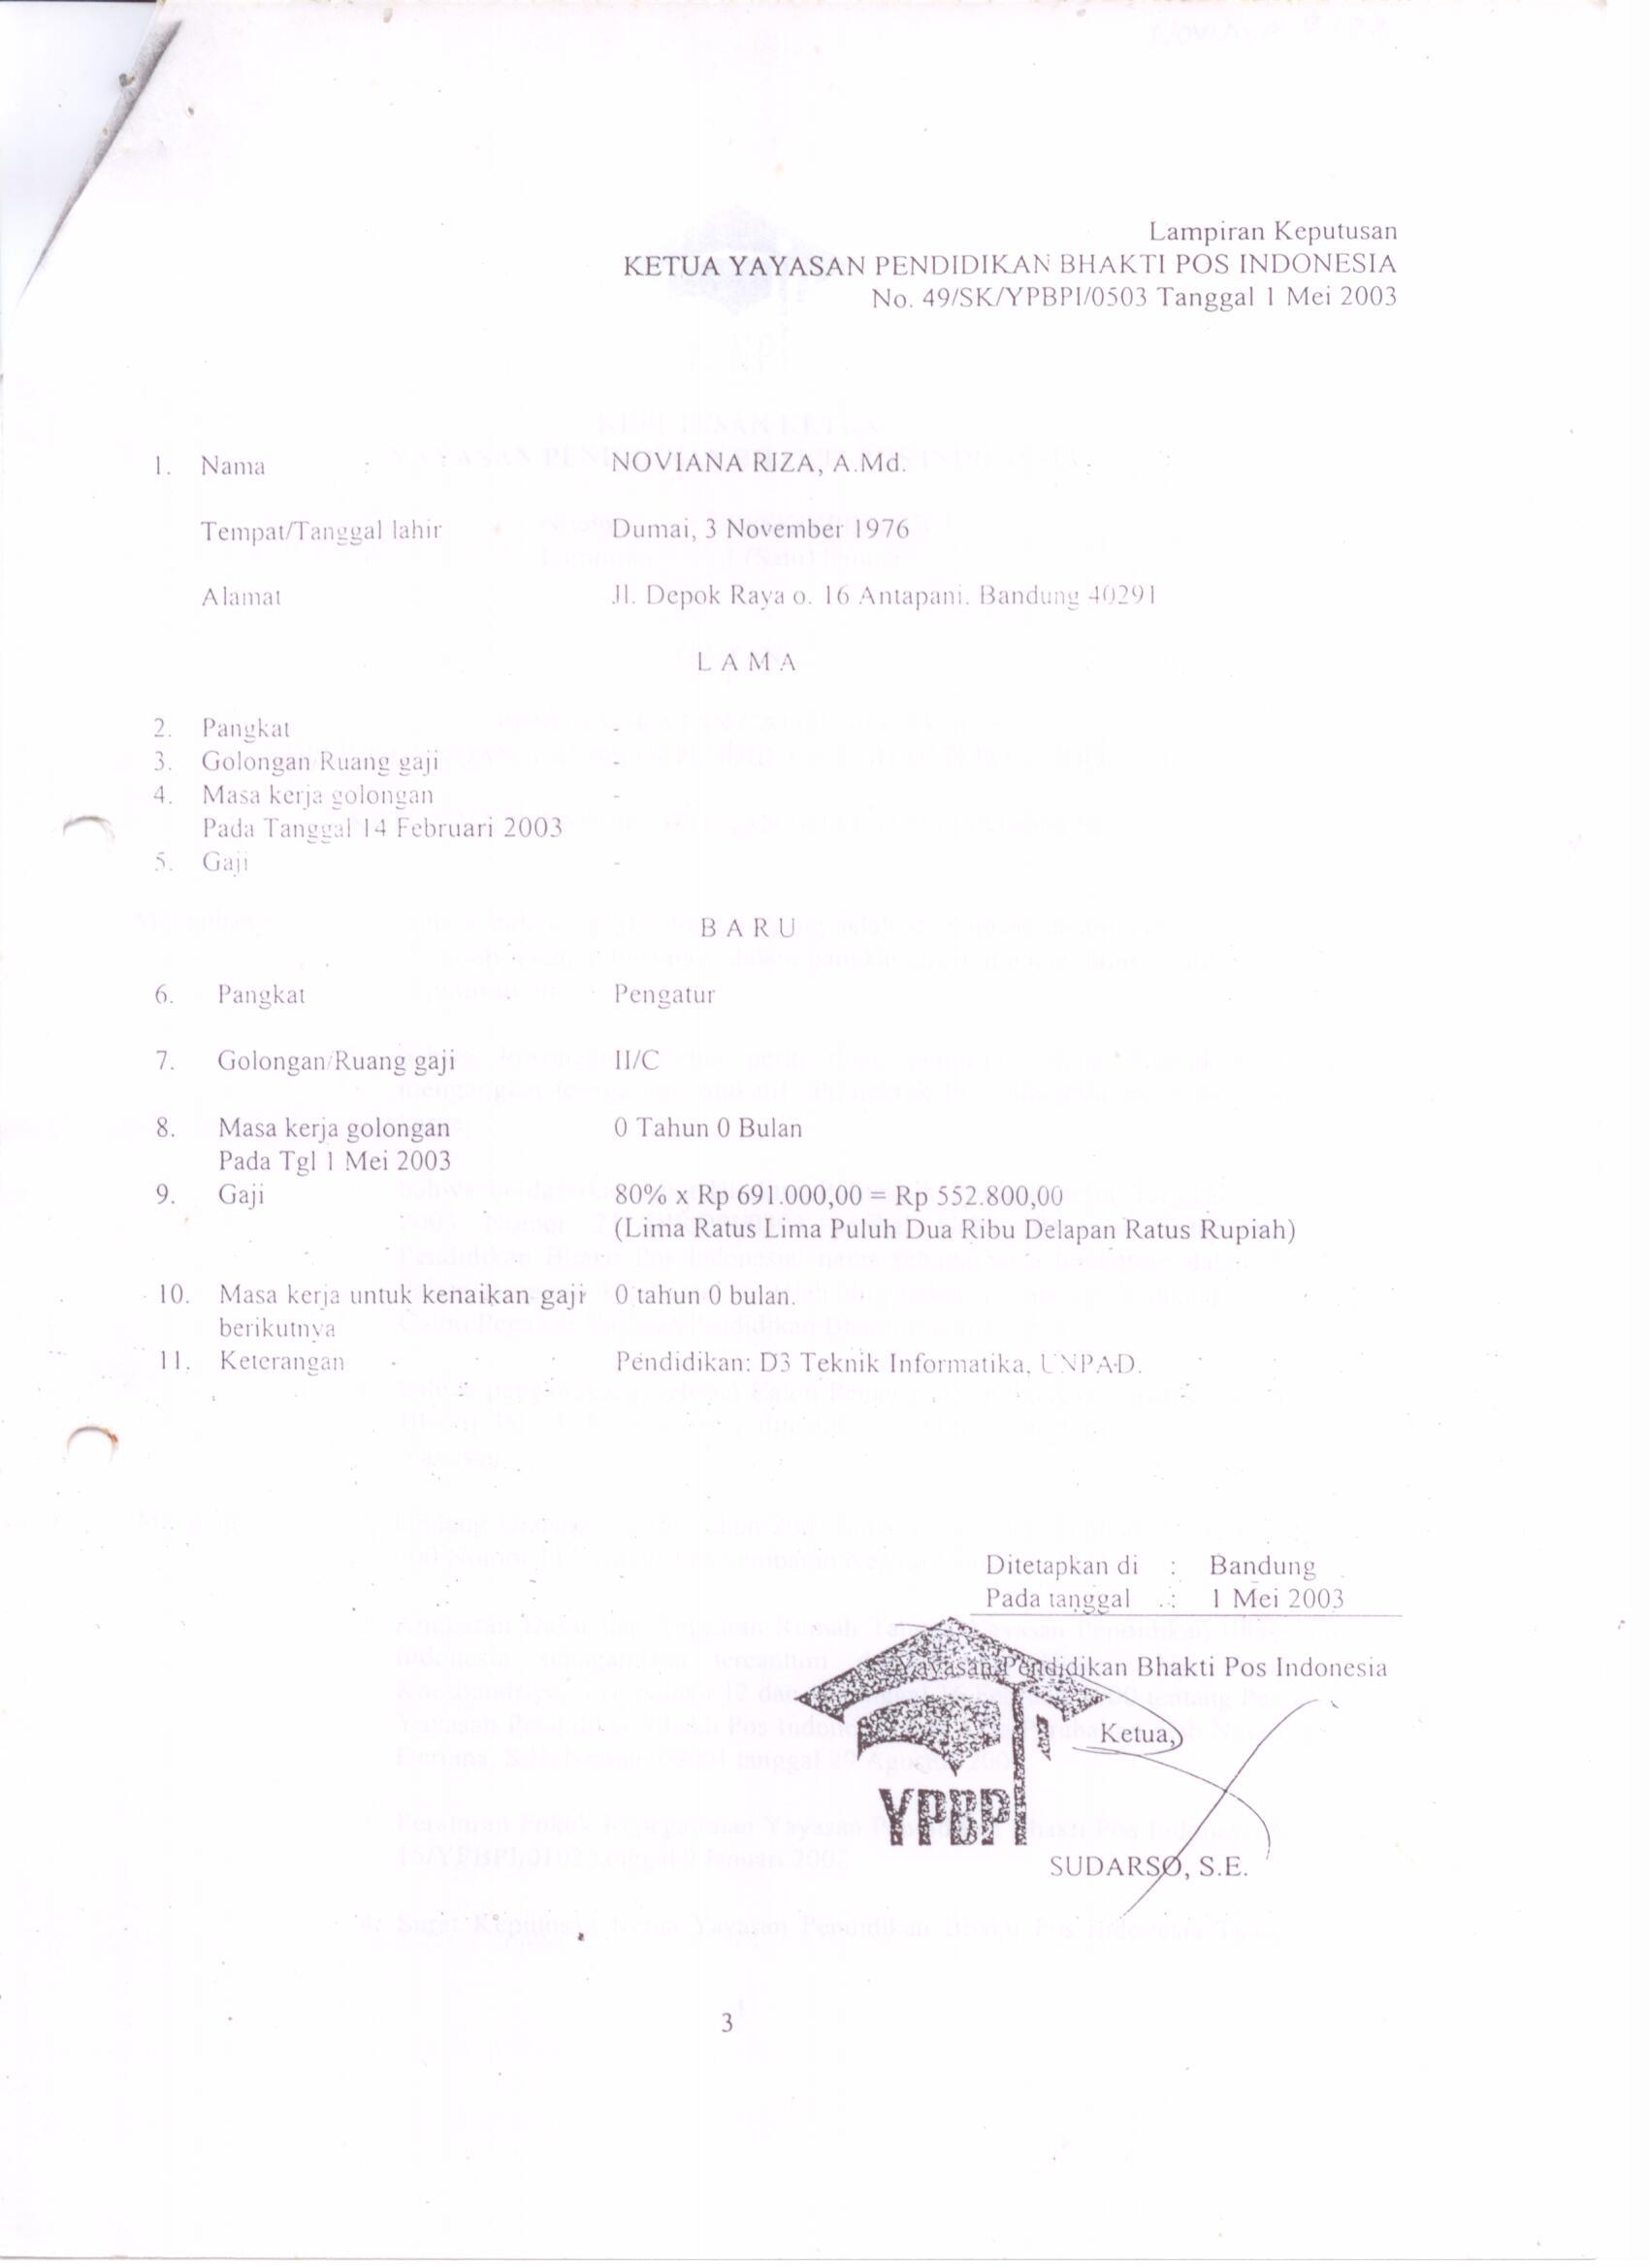 Lampiran Keputusan
KETUA YAYASAN PENDIDIKAN BHAKTI POS INDONESIA
No. 49/SK/YPBPI/0503 Tanggal 1 Mei 2003
1. Nama : NOVIANA RIZA, A.Md.
Tempat/Tanggal lahir Dumai, 3 November 1976
Alamat Jl. Depok Raya o. 16 Antapani. Bandung 40291
L A M A
2. Pangkat -
3. Golongan Ruang gaji -
4. Masa kerja golongan -
Pada Tanggal 14 Februari 2003
5. Gaji -
B A R U
6. Pangkat Pengatur
7. Golongan/Ruang gaji II/C
8. Masa kerja golongan 0 Tahun 0 Bulan
Pada Tgl 1 Mei 2003
9. Gaji 80% x Rp 691.000,00 = Rp 552.800,00
(Lima Ratus Lima Puluh Dua Ribu Delapan Ratus Rupiah)
10. Masa kerja untuk kenaikan gaji 0 tahun 0 bulan.
berikutnya
11. Keterangan Pendidikan: D3 Teknik Informatika, UNPAD.
Ditetapkan di : Bandung
Pada tanggal : 1 Mei 2003
Yayasan Pendidikan Bhakti Pos Indonesia
Ketua,
YPBPI
SUDARSO, S.E.
3